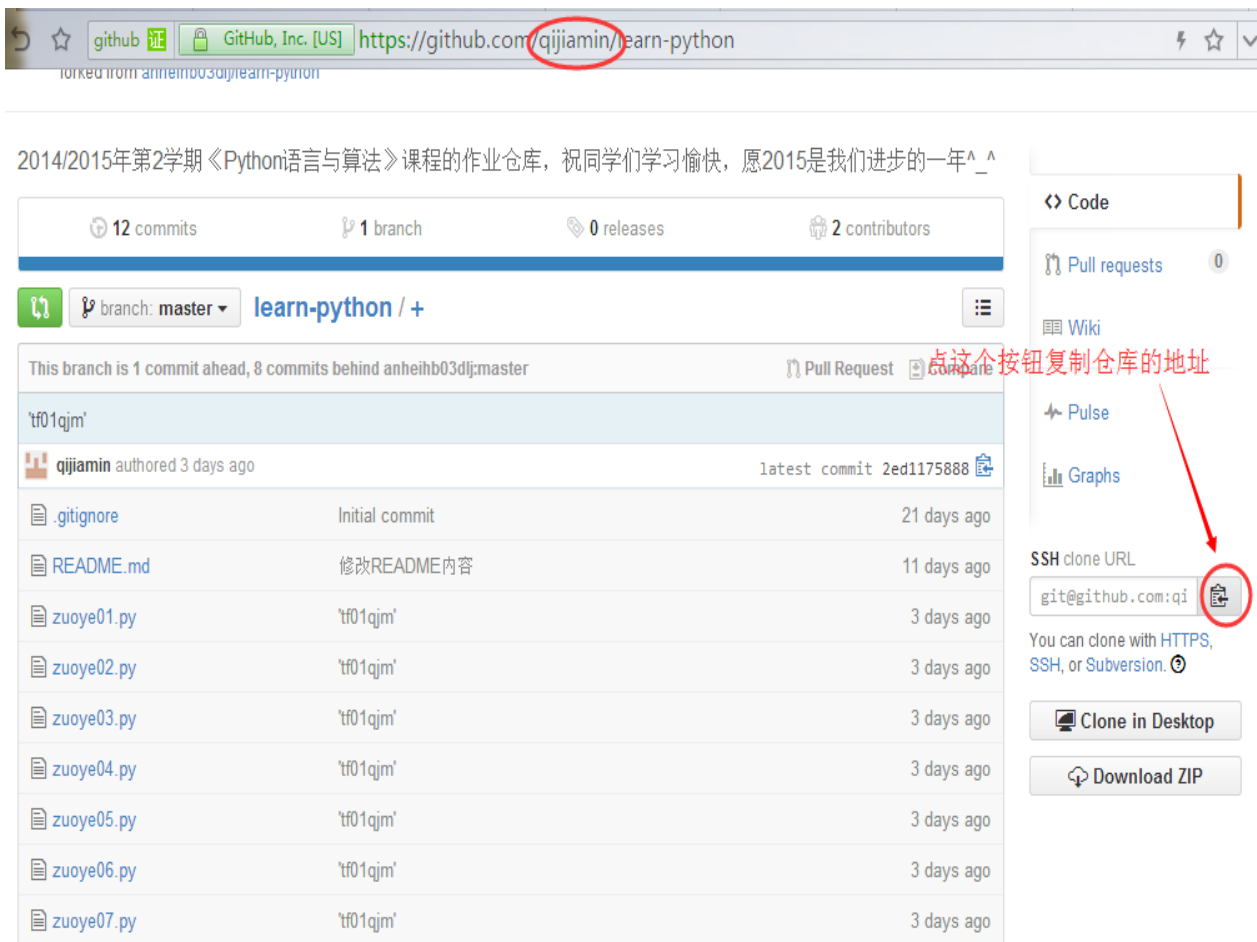 github 证 GitHub, Inc. [US] https://github.com/qijiamin/learn-python
forked from anheihb03dlj/learn-python
2014/2015年第2学期《Python语言与算法》课程的作业仓库，祝同学们学习愉快，愿2015是我们进步的一年^_^
12 commits 1 branch 0 releases 2 contributors
branch: master learn-python / +
This branch is 1 commit ahead, 8 commits behind anheihb03dlj:master Pull Request Compare
'tf01qjm'
qijiamin authored 3 days ago latest commit 2ed1175888
.gitignore Initial commit 21 days ago
README.md 修改README内容 11 days ago
zuoye01.py 'tf01qjm' 3 days ago
zuoye02.py 'tf01qjm' 3 days ago
zuoye03.py 'tf01qjm' 3 days ago
zuoye04.py 'tf01qjm' 3 days ago
zuoye05.py 'tf01qjm' 3 days ago
zuoye06.py 'tf01qjm' 3 days ago
zuoye07.py 'tf01qjm' 3 days ago
Code
Pull requests 0
Wiki
点这个按钮复制仓库的地址
Pulse
Graphs
SSH clone URL
git@github.com:qi
You can clone with HTTPS,
SSH, or Subversion.
Clone in Desktop
Download ZIP